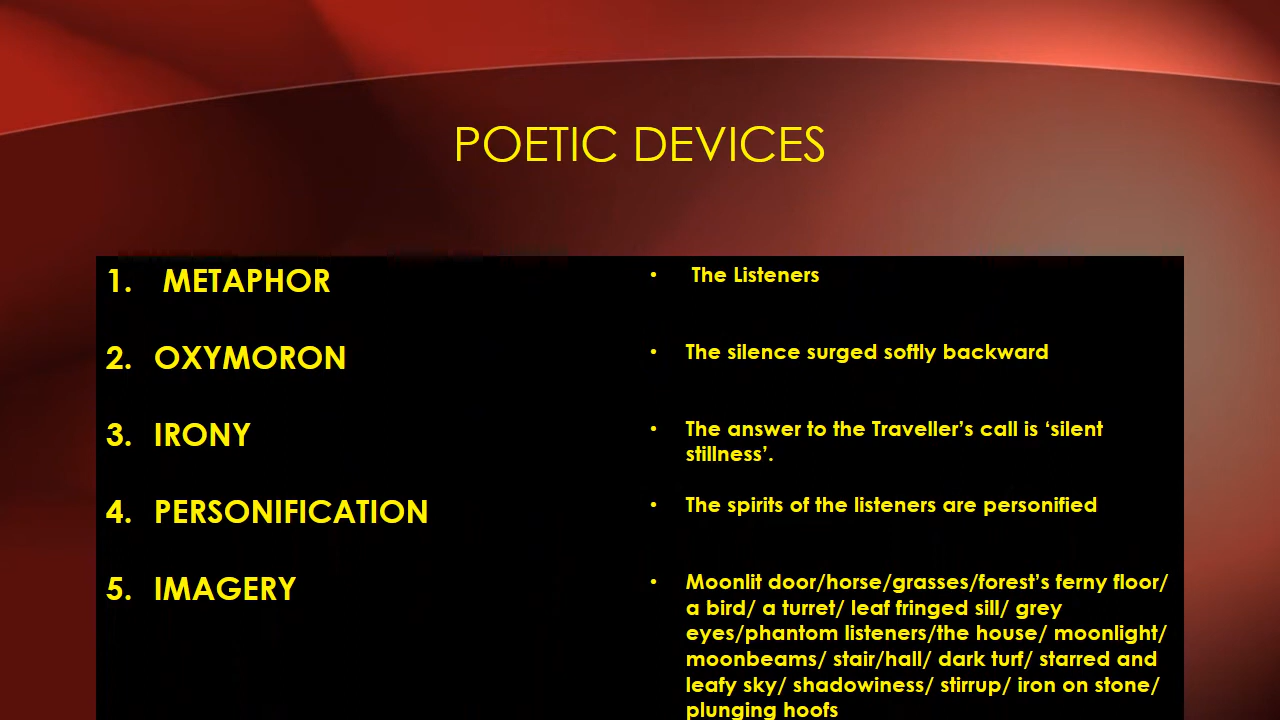 POETIC DEVICES
1. METAPHOR
• The Listeners
2. OXYMORON
• The silence surged softly backward
3. IRONY
• The answer to the Traveller’s call is ‘silent
stillness’.
4. PERSONIFICATION
• The spirits of the listeners are personified
5. IMAGERY
• Moonlit door/horse/grasses/forest’s ferny floor/
a bird/ a turret/ leaf fringed sill/ grey
eyes/phantom listeners/the house/ moonlight/
moonbeams/ stair/hall/ dark turf/ starred and
leafy sky/ shadowiness/ stirrup/ iron on stone/
plunging hoofs